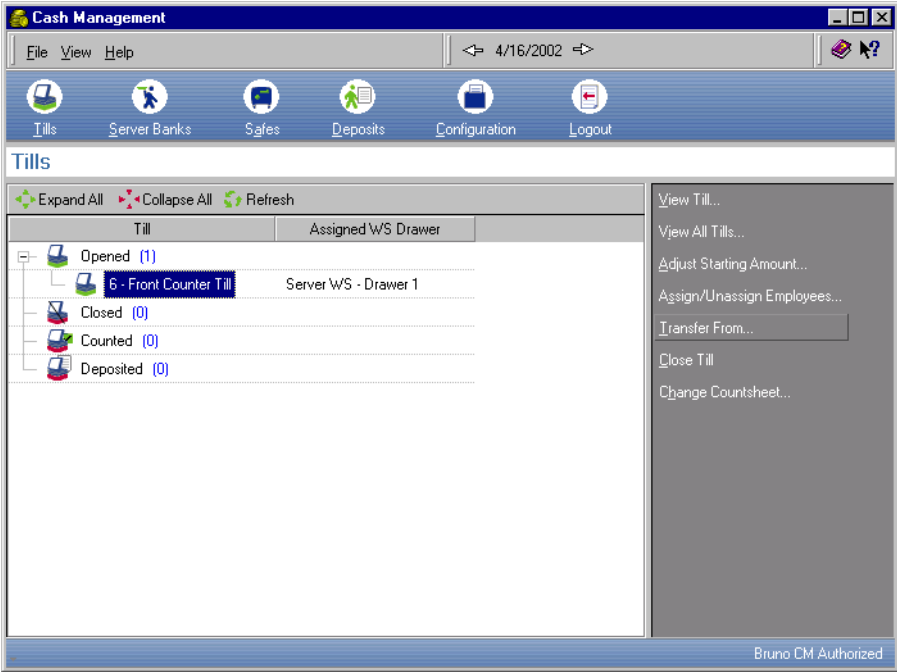 Cash Management
File View Help
4/16/2002
Tills Server Banks Safes Deposits Configuration Logout
Tills
Expand All Collapse All Refresh
Till Assigned WS Drawer
Opened (1)
6 - Front Counter Till Server WS - Drawer 1
Closed (0)
Counted (0)
Deposited (0)
View Till...
View All Tills...
Adjust Starting Amount...
Assign/Unassign Employees...
Transfer From...
Close Till
Change Countsheet...
Bruno CM Authorized